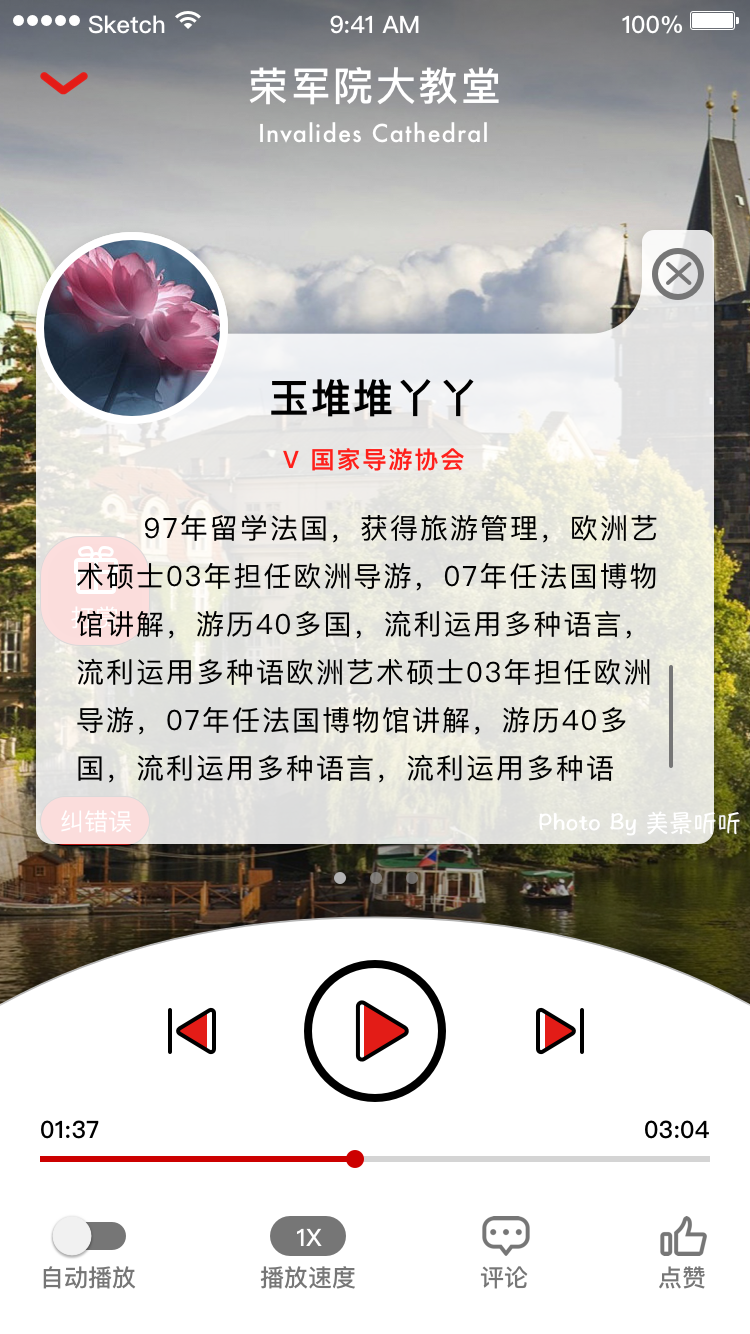 Sketch 9:41 AM 100%
荣军院大教堂
Invalides Cathedral
玉堆堆丫丫
V 国家导游协会
97年留学法国，获得旅游管理，欧洲艺
术硕士03年担任欧洲导游，07年任法国博物
馆讲解，游历40多国，流利运用多种语言，
流利运用多种语欧洲艺术硕士03年担任欧洲
导游，07年任法国博物馆讲解，游历40多
国，流利运用多种语言，流利运用多种语
纠错误
Photo By 美景听听
01:37 03:04
1X
自动播放 播放速度 评论 点赞